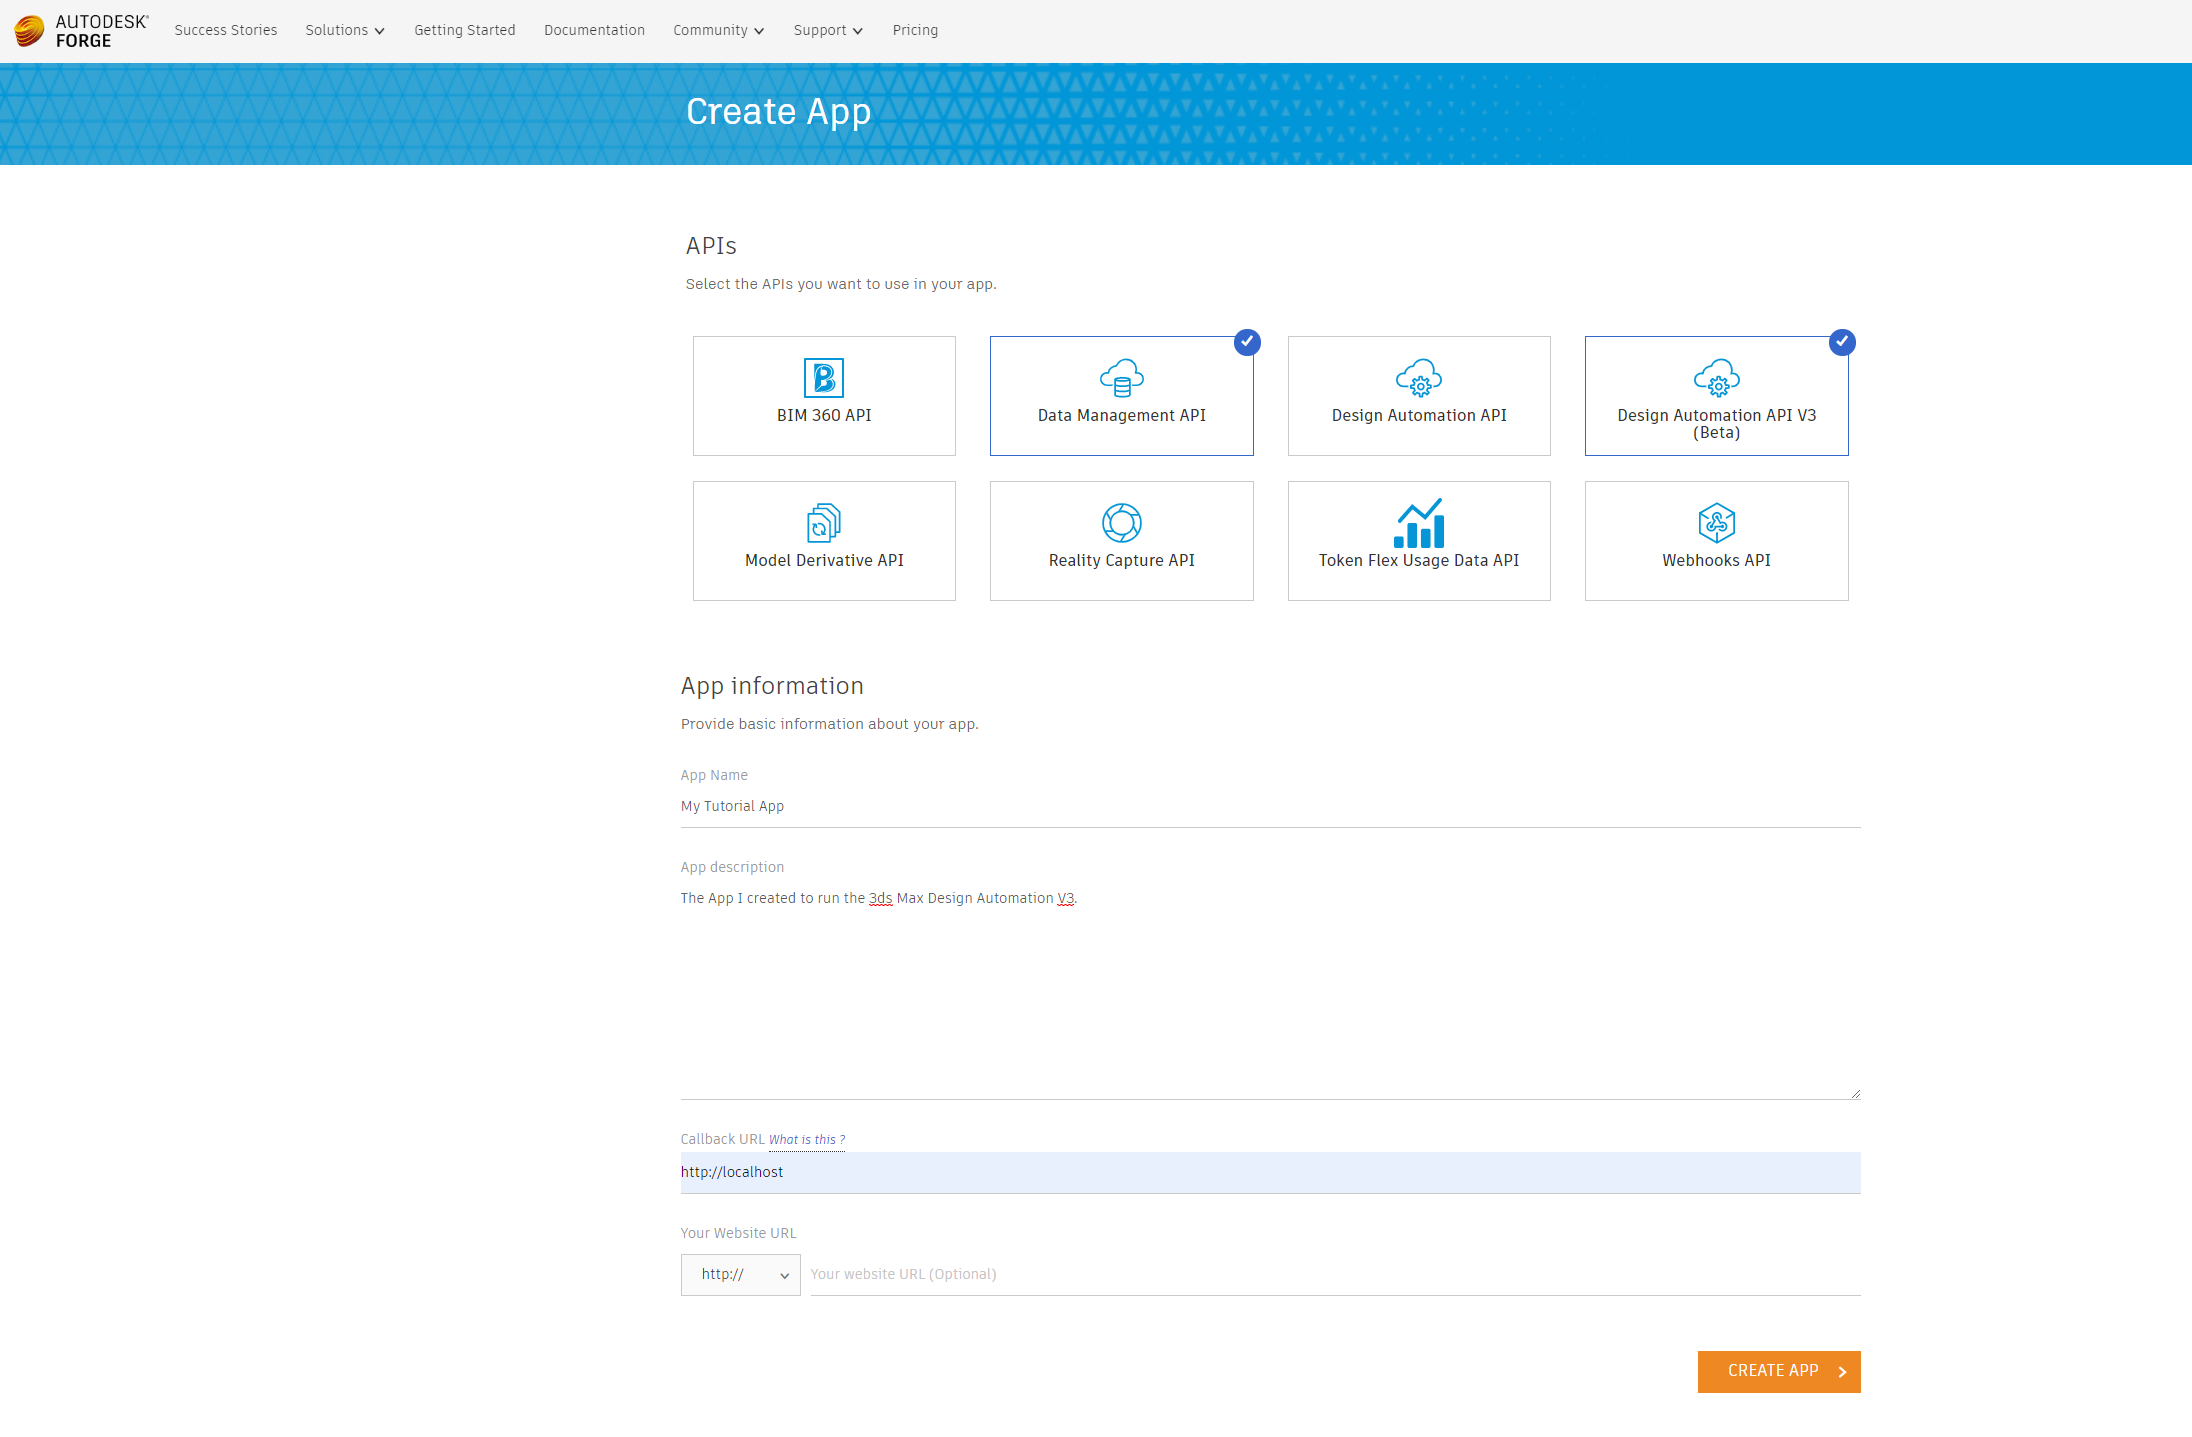 AUTODESK®
FORGE
Success Stories
Solutions
Getting Started
Documentation
Community
Support
Pricing
Create App
APIs
Select the APIs you want to use in your app.
BIM 360 API
Data Management API
Design Automation API
Design Automation API V3
(Beta)
Model Derivative API
Reality Capture API
Token Flex Usage Data API
Webhooks API
App information
Provide basic information about your app.
App Name
My Tutorial App
App description
The App I created to run the 3ds Max Design Automation V3.
Callback URL What is this ?
http://localhost
Your Website URL
http://
Your website URL (Optional)
CREATE APP